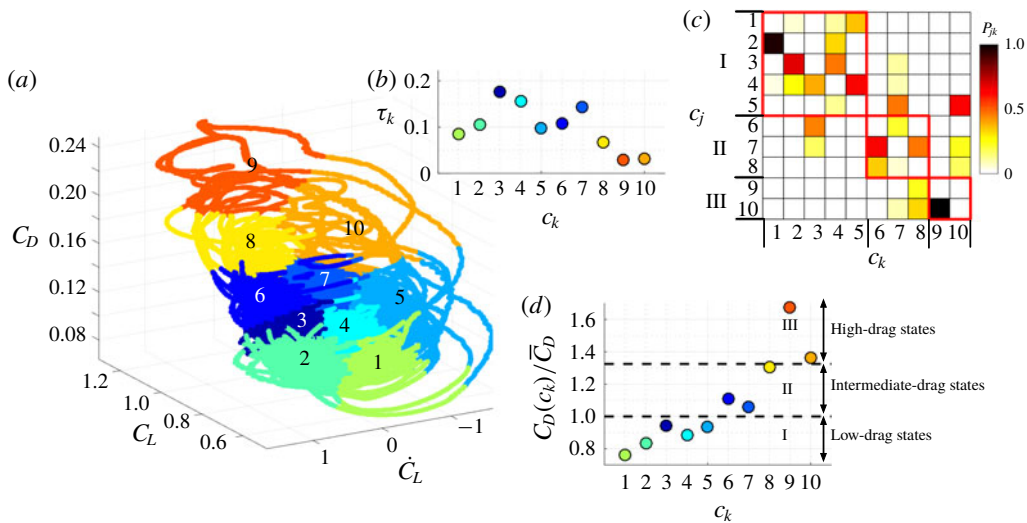 (a)
0.24
0.20
0.16
0.12
0.08
C_D
1.2
1.0
0.8
0.6
C_L
1
0
−1
Ċ_L
9
10
8
7
6
5
3
4
2
1
(b)
0.2
0.1
0
τ_k
1 2 3 4 5 6 7 8 9 10
c_k
(c)
I
II
III
c_j
1
2
3
4
5
6
7
8
9
10
1 2 3 4 5 6 7 8 9 10
c_k
P_jk
1.0
0.5
0
(d)
1.6
1.4
1.2
1.0
0.8
C_D(c_k)/C̅_D
III
II
I
High-drag states
Intermediate-drag states
Low-drag states
1 2 3 4 5 6 7 8 9 10
c_k